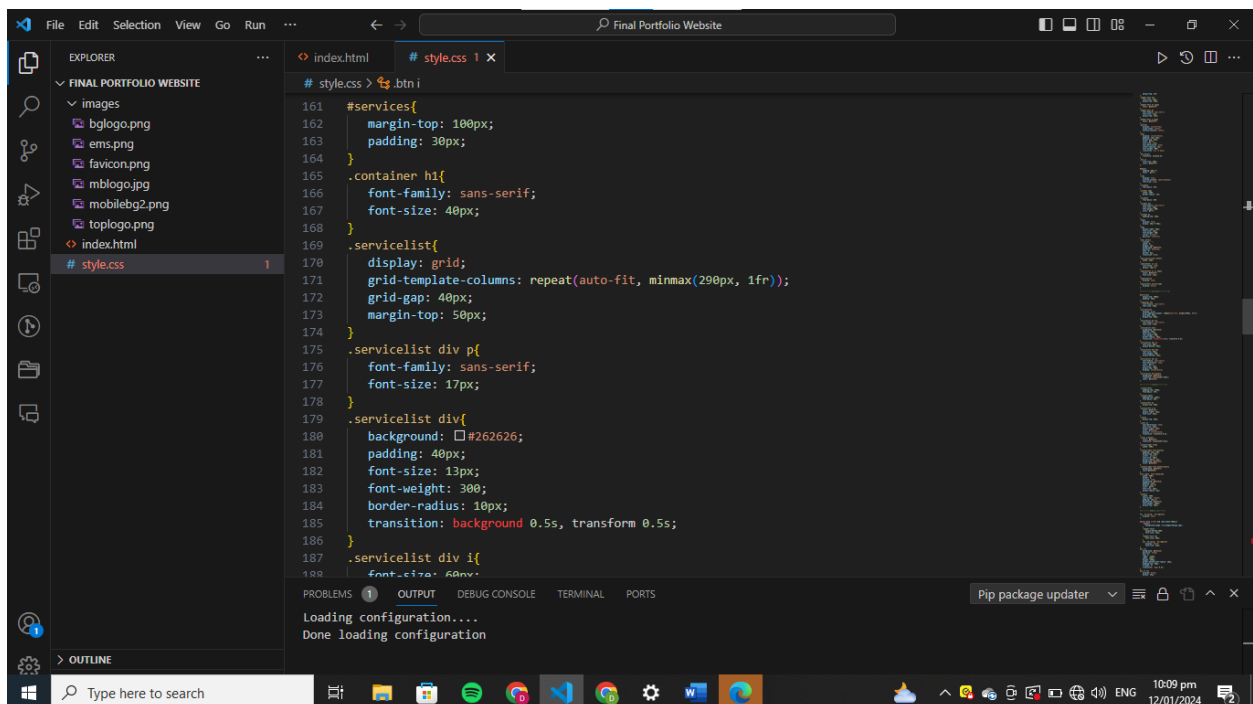 File Edit Selection View Go Run ··· ← → Final Portfolio Website
EXPLORER ···
FINAL PORTFOLIO WEBSITE
images
bglogo.png
ems.png
favicon.png
mblogo.jpg
mobilebg2.png
toplogo.png
<> index.html
# style.css 1
OUTLINE
<> index.html # style.css 1 ×
# style.css > .btn i
161 #services{
162 margin-top: 100px;
163 padding: 30px;
164 }
165 .container h1{
166 font-family: sans-serif;
167 font-size: 40px;
168 }
169 .servicelist{
170 display: grid;
171 grid-template-columns: repeat(auto-fit, minmax(290px, 1fr));
172 grid-gap: 40px;
173 margin-top: 50px;
174 }
175 .servicelist div p{
176 font-family: sans-serif;
177 font-size: 17px;
178 }
179 .servicelist div{
180 background: #262626;
181 padding: 40px;
182 font-size: 13px;
183 font-weight: 300;
184 border-radius: 10px;
185 transition: background 0.5s, transform 0.5s;
186 }
187 .servicelist div i{
188 font-size: 60px;
PROBLEMS 1 OUTPUT DEBUG CONSOLE TERMINAL PORTS Pip package updater
Loading configuration....
Done loading configuration
1
Type here to search
ENG
10:09 pm
12/01/2024
2